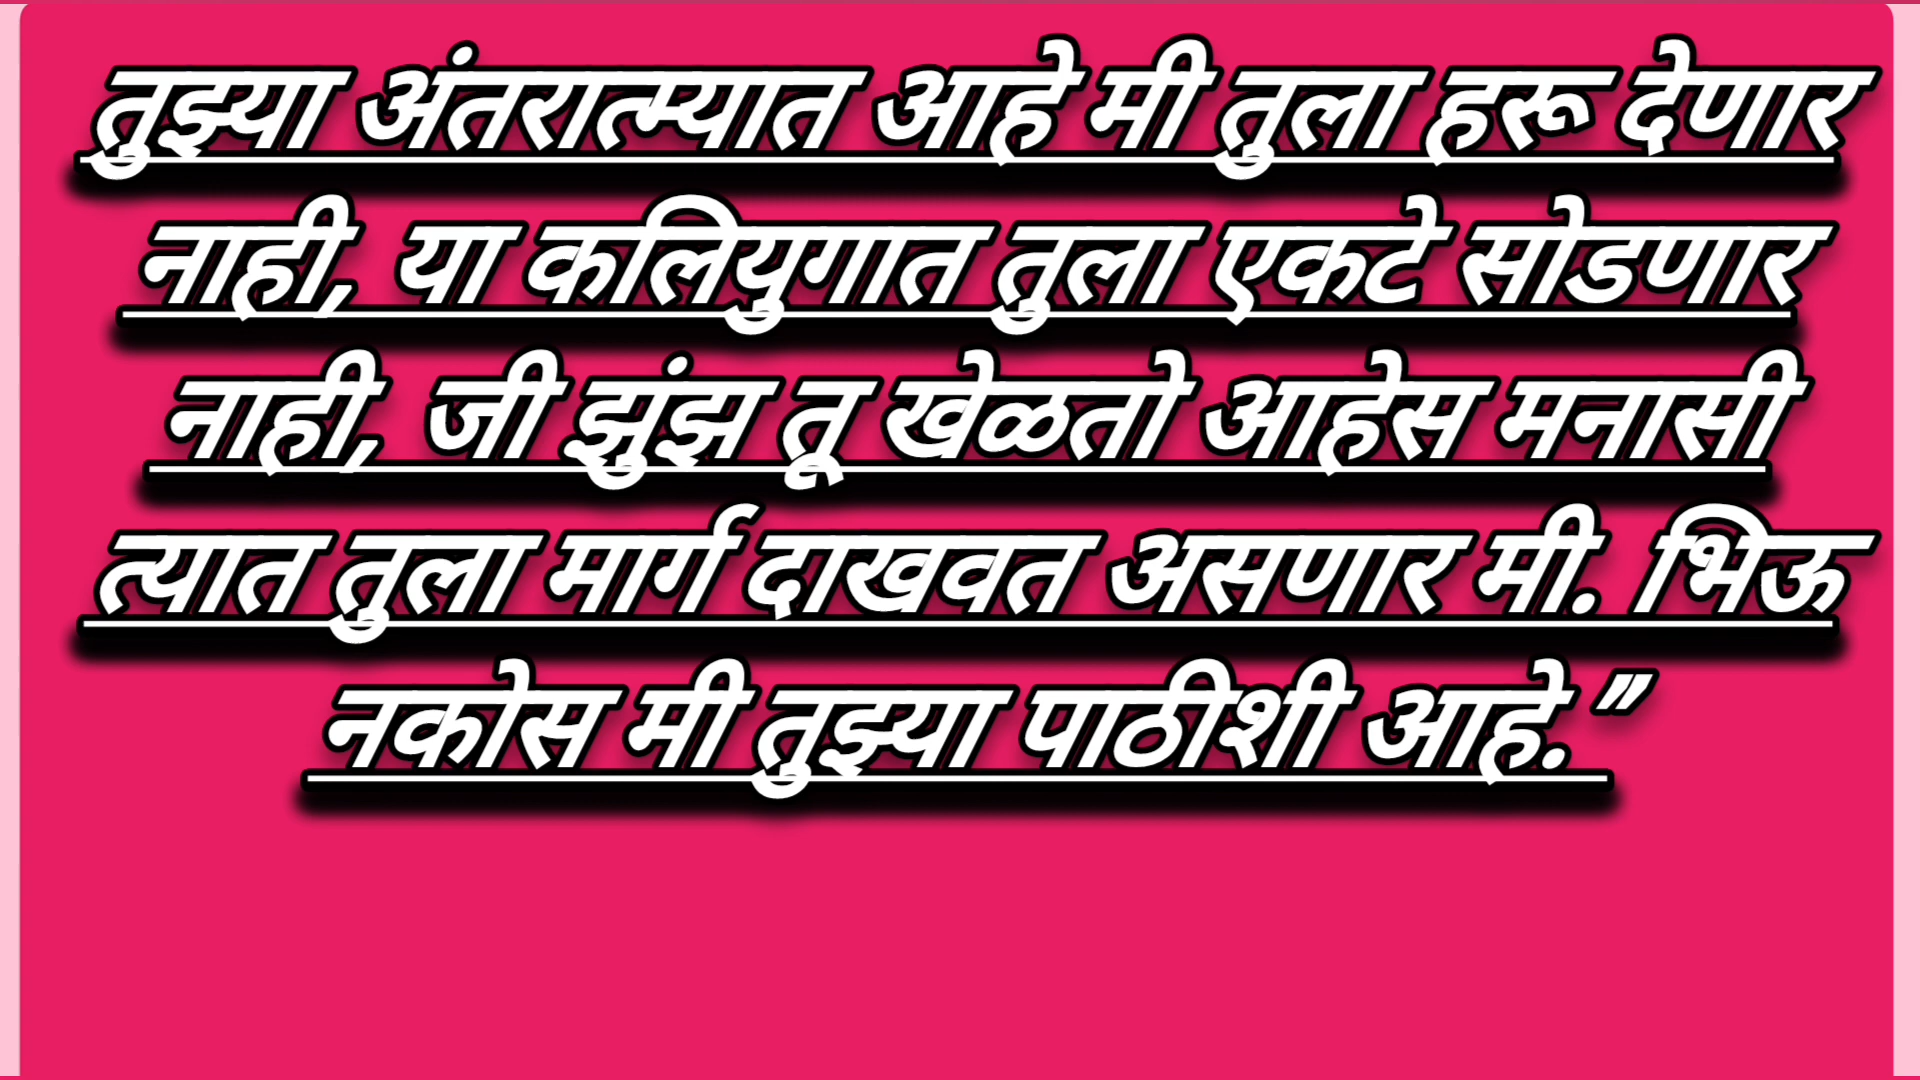 तुझ्या अंतरात्म्यात आहे मी तुला हरू देणार
नाही, या कलियुगात तुला एकटे सोडणार
नाही, जी झुंझ तू खेळतो आहेस मनासी
त्यात तुला मार्ग दाखवत असणार मी. भिऊ
नकोस मी तुझ्या पाठीशी आहे.”